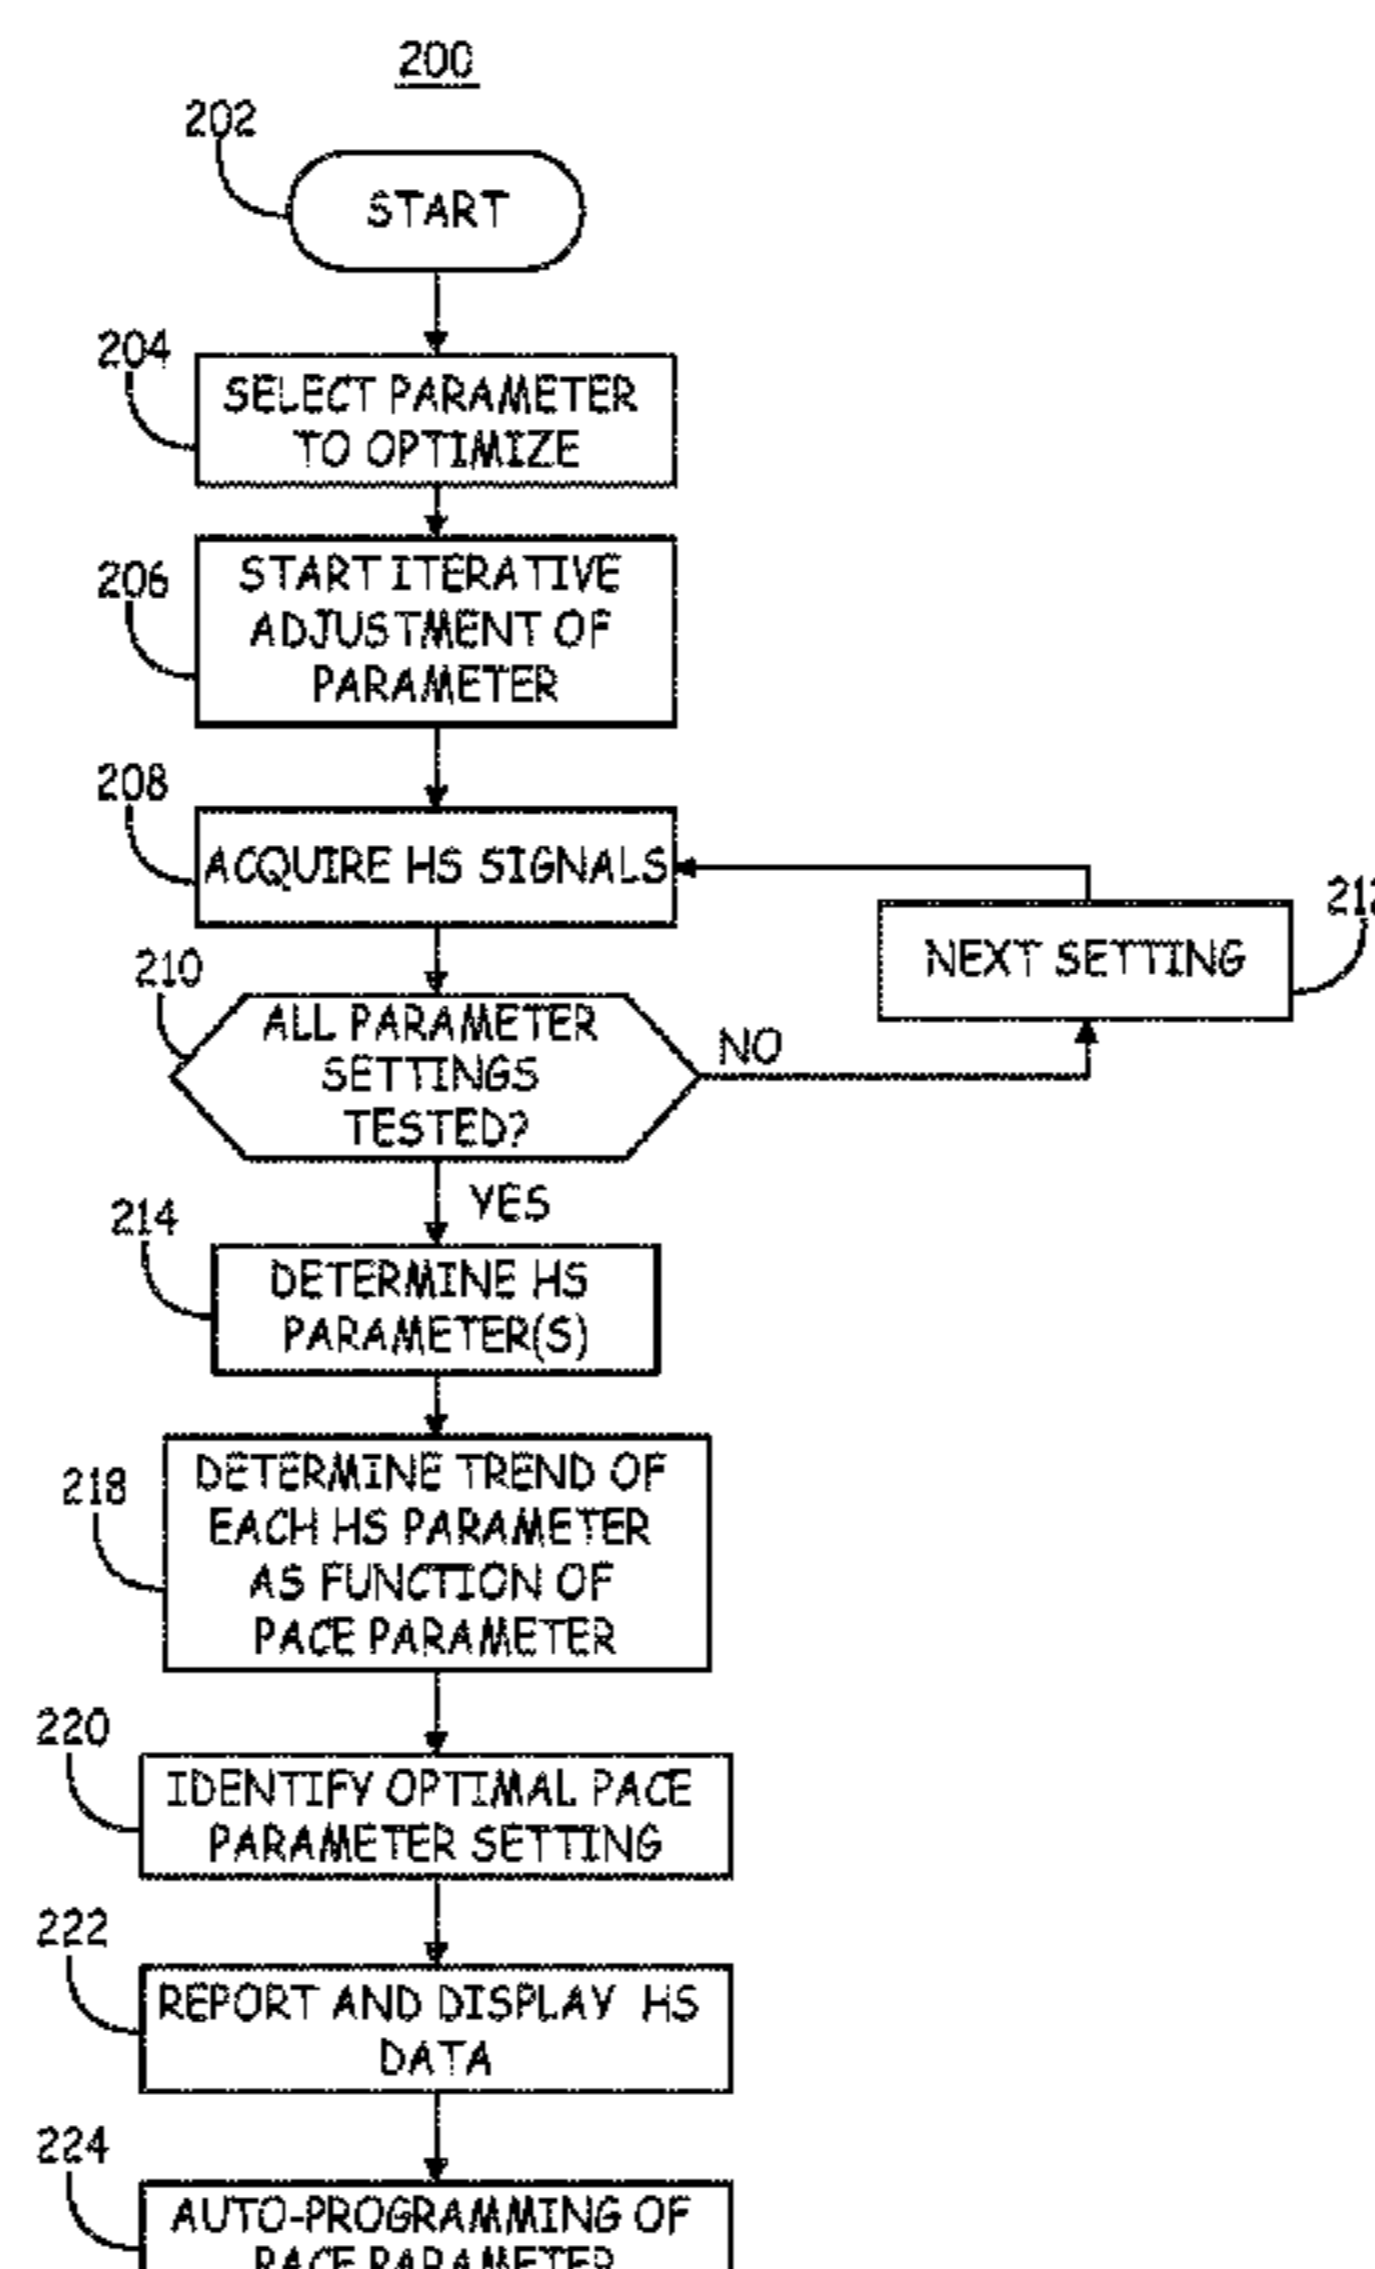 200
202
START
204
SELECT PARAMETER
TO OPTIMIZE
206
START ITERATIVE
ADJUSTMENT OF
PARAMETER
208
ACQUIRE HS SIGNALS
212
NEXT SETTING
210
ALL PARAMETER
SETTINGS
TESTED?
NO
YES
214
DETERMINE HS
PARAMETER(S)
218
DETERMINE TREND OF
EACH HS PARAMETER
AS FUNCTION OF
PACE PARAMETER
220
IDENTIFY OPTIMAL PACE
PARAMETER SETTING
222
REPORT AND DISPLAY HS
DATA
224
AUTO-PROGRAMMING OF
PACE PARAMETER